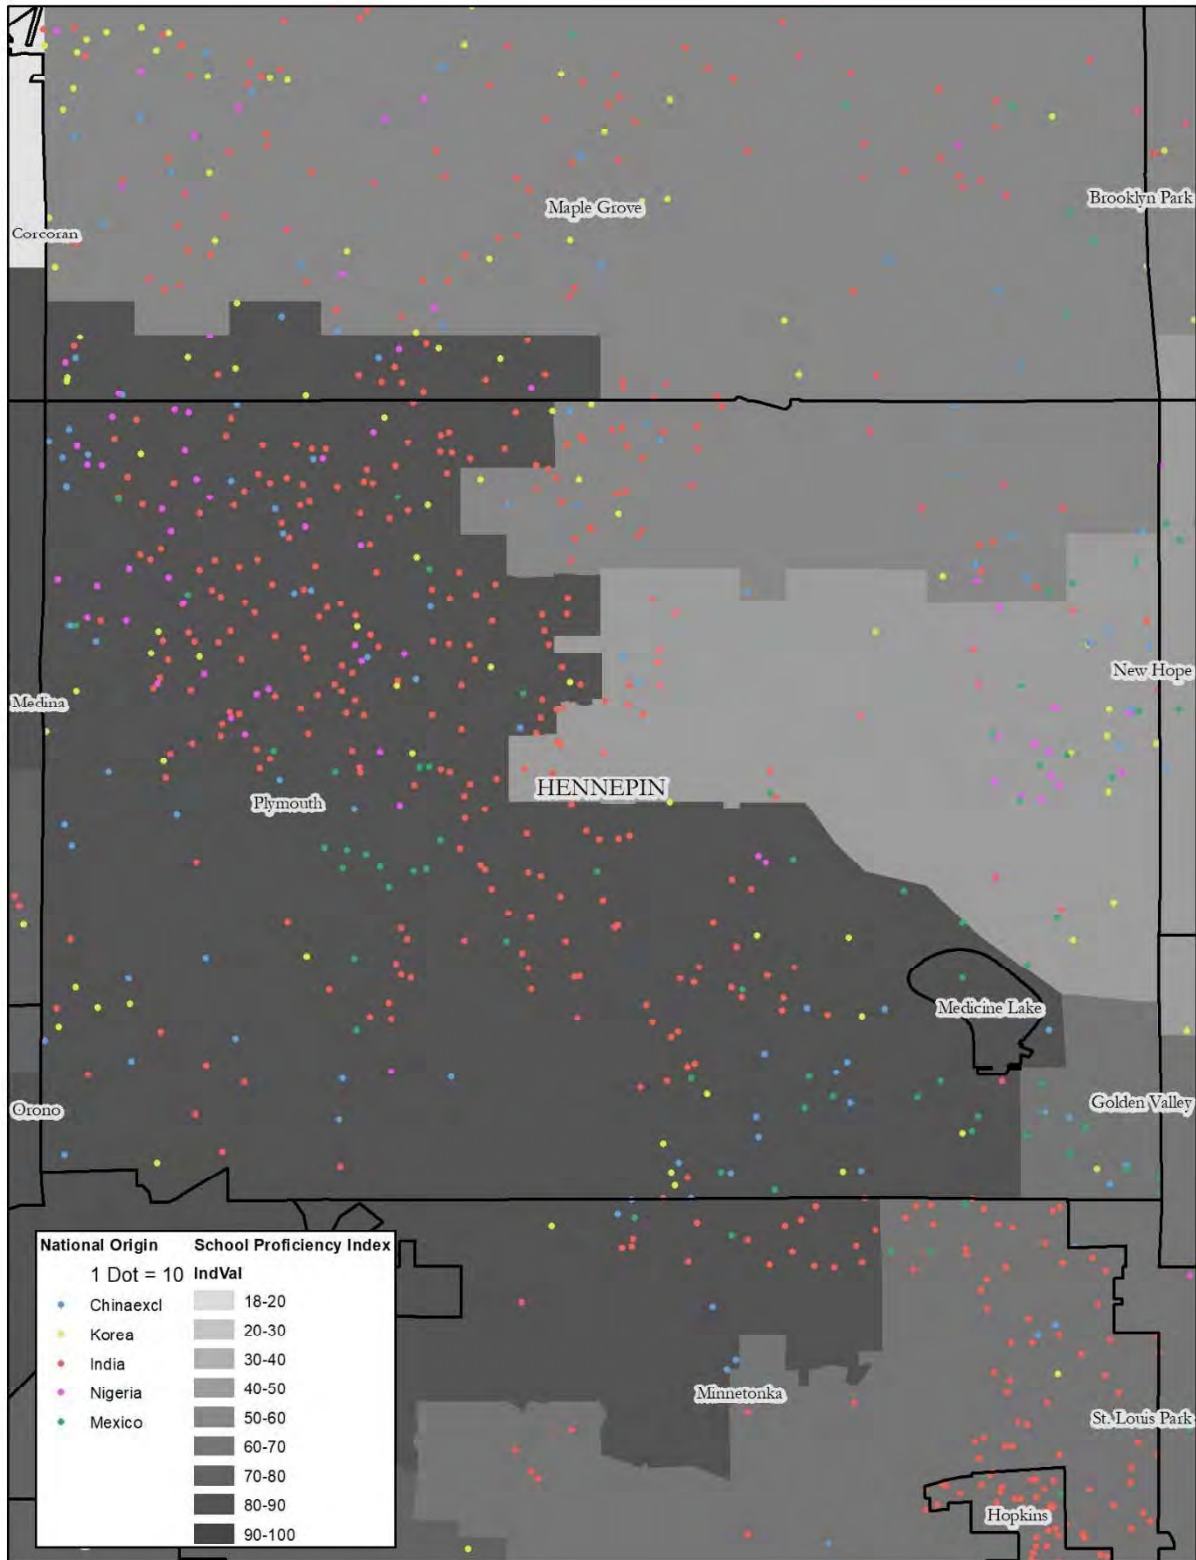 Maple Grove
Brooklyn Park
Corcoran
New Hope
Medina
HENNEPIN
Plymouth
Medicine Lake
Golden Valley
Orono
National Origin
1 Dot = 10
Chinaexcl
Korea
India
Nigeria
Mexico
School Proficiency Index
IndVal
18-20
20-30
30-40
40-50
50-60
60-70
70-80
80-90
90-100
Minnetonka
St. Louis Park
Hopkins